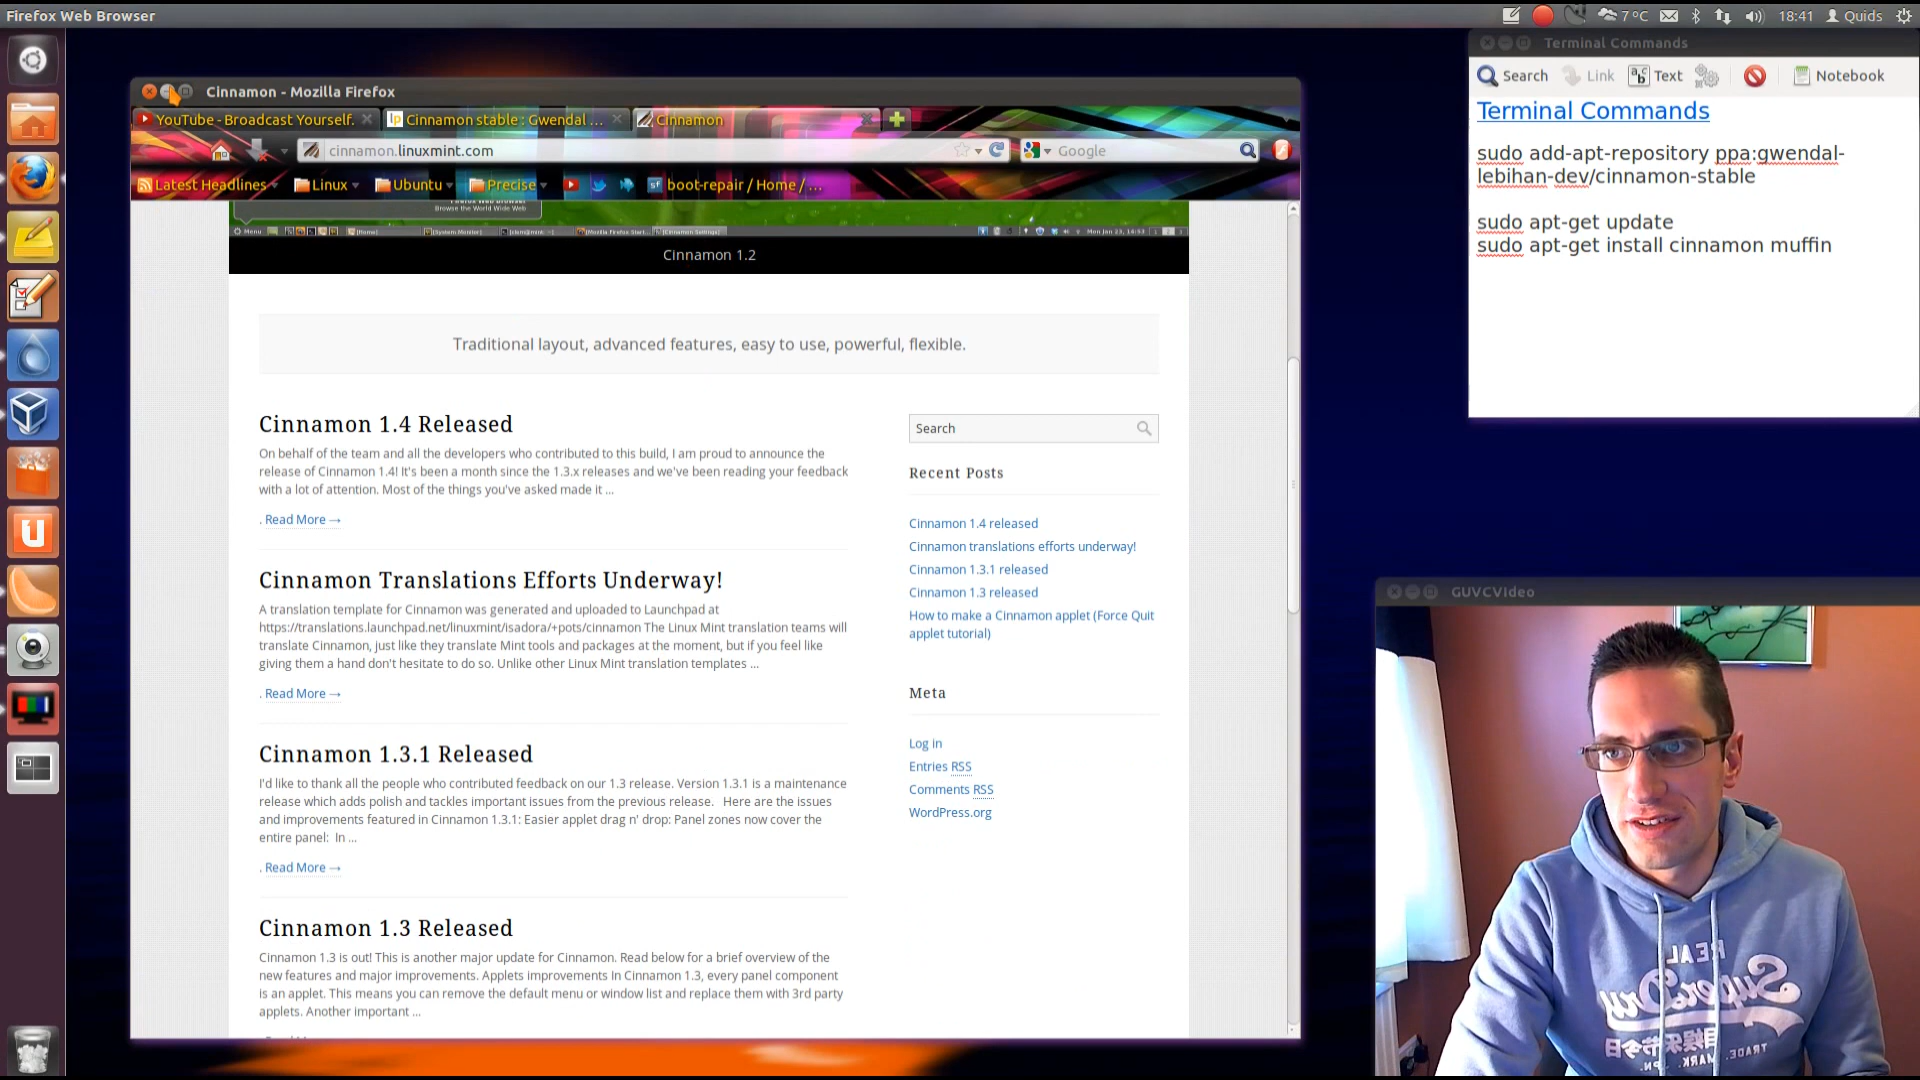 Firefox Web Browser
7 °C
18:41
Quids
Cinnamon - Mozilla Firefox
YouTube - Broadcast Yourself.
Cinnamon stable : Gwendal ...
Cinnamon
cinnamon.linuxmint.com
Google
Latest Headlines
Linux
Ubuntu
Precise
boot-repair / Home / ...
Browse the World Wide Web
Menu
Cinnamon 1.2
Traditional layout, advanced features, easy to use, powerful, flexible.
Cinnamon 1.4 Released
On behalf of the team and all the developers who contributed to this build, I am proud to announce the
release of Cinnamon 1.4! It's been a month since the 1.3.x releases and we've been reading your feedback
with a lot of attention. Most of the things you've asked made it ...
. Read More →
Cinnamon Translations Efforts Underway!
A translation template for Cinnamon was generated and uploaded to Launchpad at
https://translations.launchpad.net/linuxmint/isadora/+pots/cinnamon The Linux Mint translation teams will
translate Cinnamon, just like they translate Mint tools and packages at the moment, but if you feel like
giving them a hand don't hesitate to do so. Unlike other Linux Mint translation templates ...
. Read More →
Cinnamon 1.3.1 Released
I'd like to thank all the people who contributed feedback on our 1.3 release. Version 1.3.1 is a maintenance
release which adds polish and tackles important issues from the previous release. Here are the issues
and improvements featured in Cinnamon 1.3.1: Easier applet drag n' drop: Panel zones now cover the
entire panel: In ...
. Read More →
Cinnamon 1.3 Released
Cinnamon 1.3 is out! This is another major update for Cinnamon. Read below for a brief overview of the
new features and major improvements. Applets improvements In Cinnamon 1.3, every panel component
is an applet. This means you can remove the default menu or window list and replace them with 3rd party
applets. Another important ...
Search
Recent Posts
Cinnamon 1.4 released
Cinnamon translations efforts underway!
Cinnamon 1.3.1 released
Cinnamon 1.3 released
How to make a Cinnamon applet (Force Quit
applet tutorial)
Meta
Log in
Entries RSS
Comments RSS
WordPress.org
Terminal Commands
Search
Link
Text
Notebook
Terminal Commands
sudo add-apt-repository ppa:gwendal-
lebihan-dev/cinnamon-stable
sudo apt-get update
sudo apt-get install cinnamon muffin
GUVCVIdeo
REAL
SuperDry
TRADE
MARK